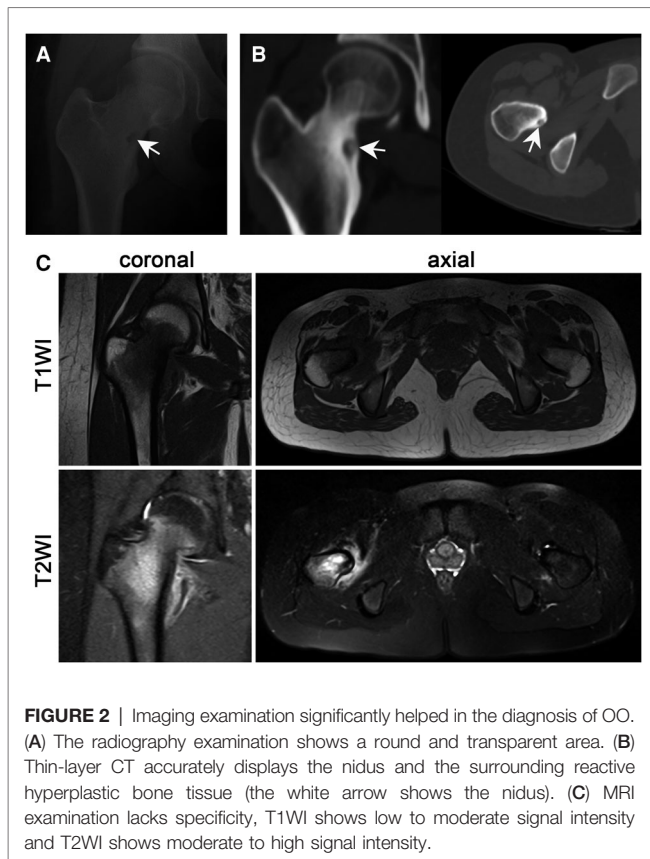 A
B
C
coronal
axial
T1WI
T2WI
FIGURE 2 | Imaging examination significantly helped in the diagnosis of OO.
(A) The radiography examination shows a round and transparent area. (B)
Thin-layer CT accurately displays the nidus and the surrounding reactive
hyperplastic bone tissue (the white arrow shows the nidus). (C) MRI
examination lacks specificity, T1WI shows low to moderate signal intensity
and T2WI shows moderate to high signal intensity.